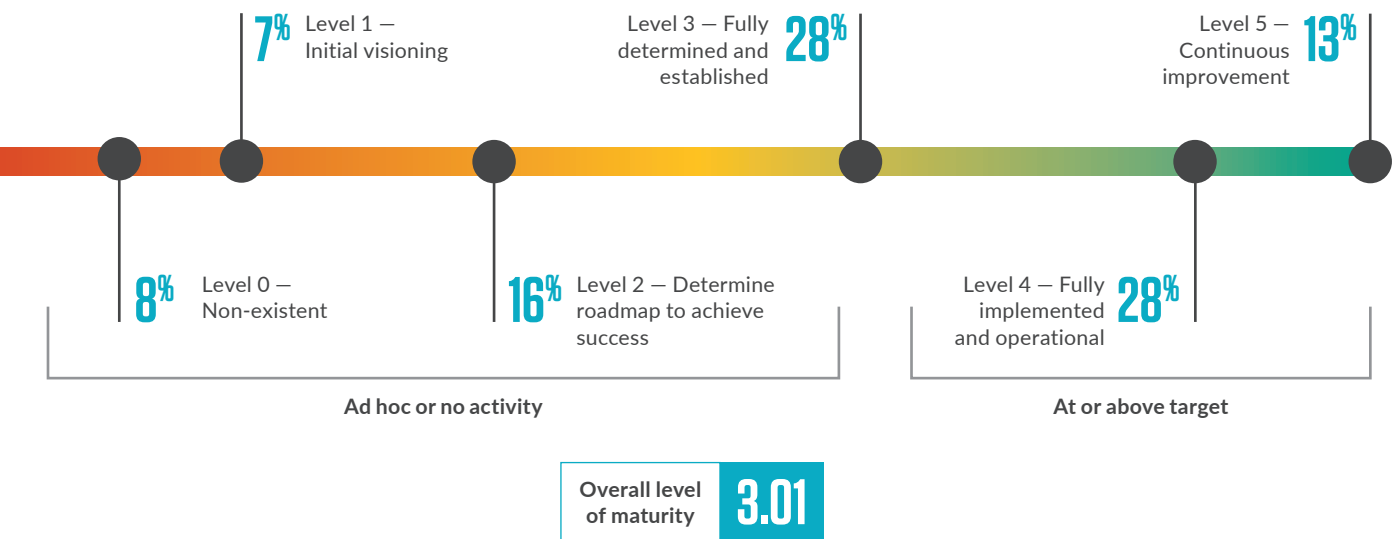 7%
Level 1 —
Initial visioning
Level 3 — Fully
determined and
established
28%
Level 5 —
Continuous
improvement
13%
8%
Level 0 —
Non-existent
16%
Level 2 — Determine
roadmap to achieve
success
Level 4 — Fully
implemented
and operational
28%
Ad hoc or no activity
At or above target
Overall level
of maturity
3.01